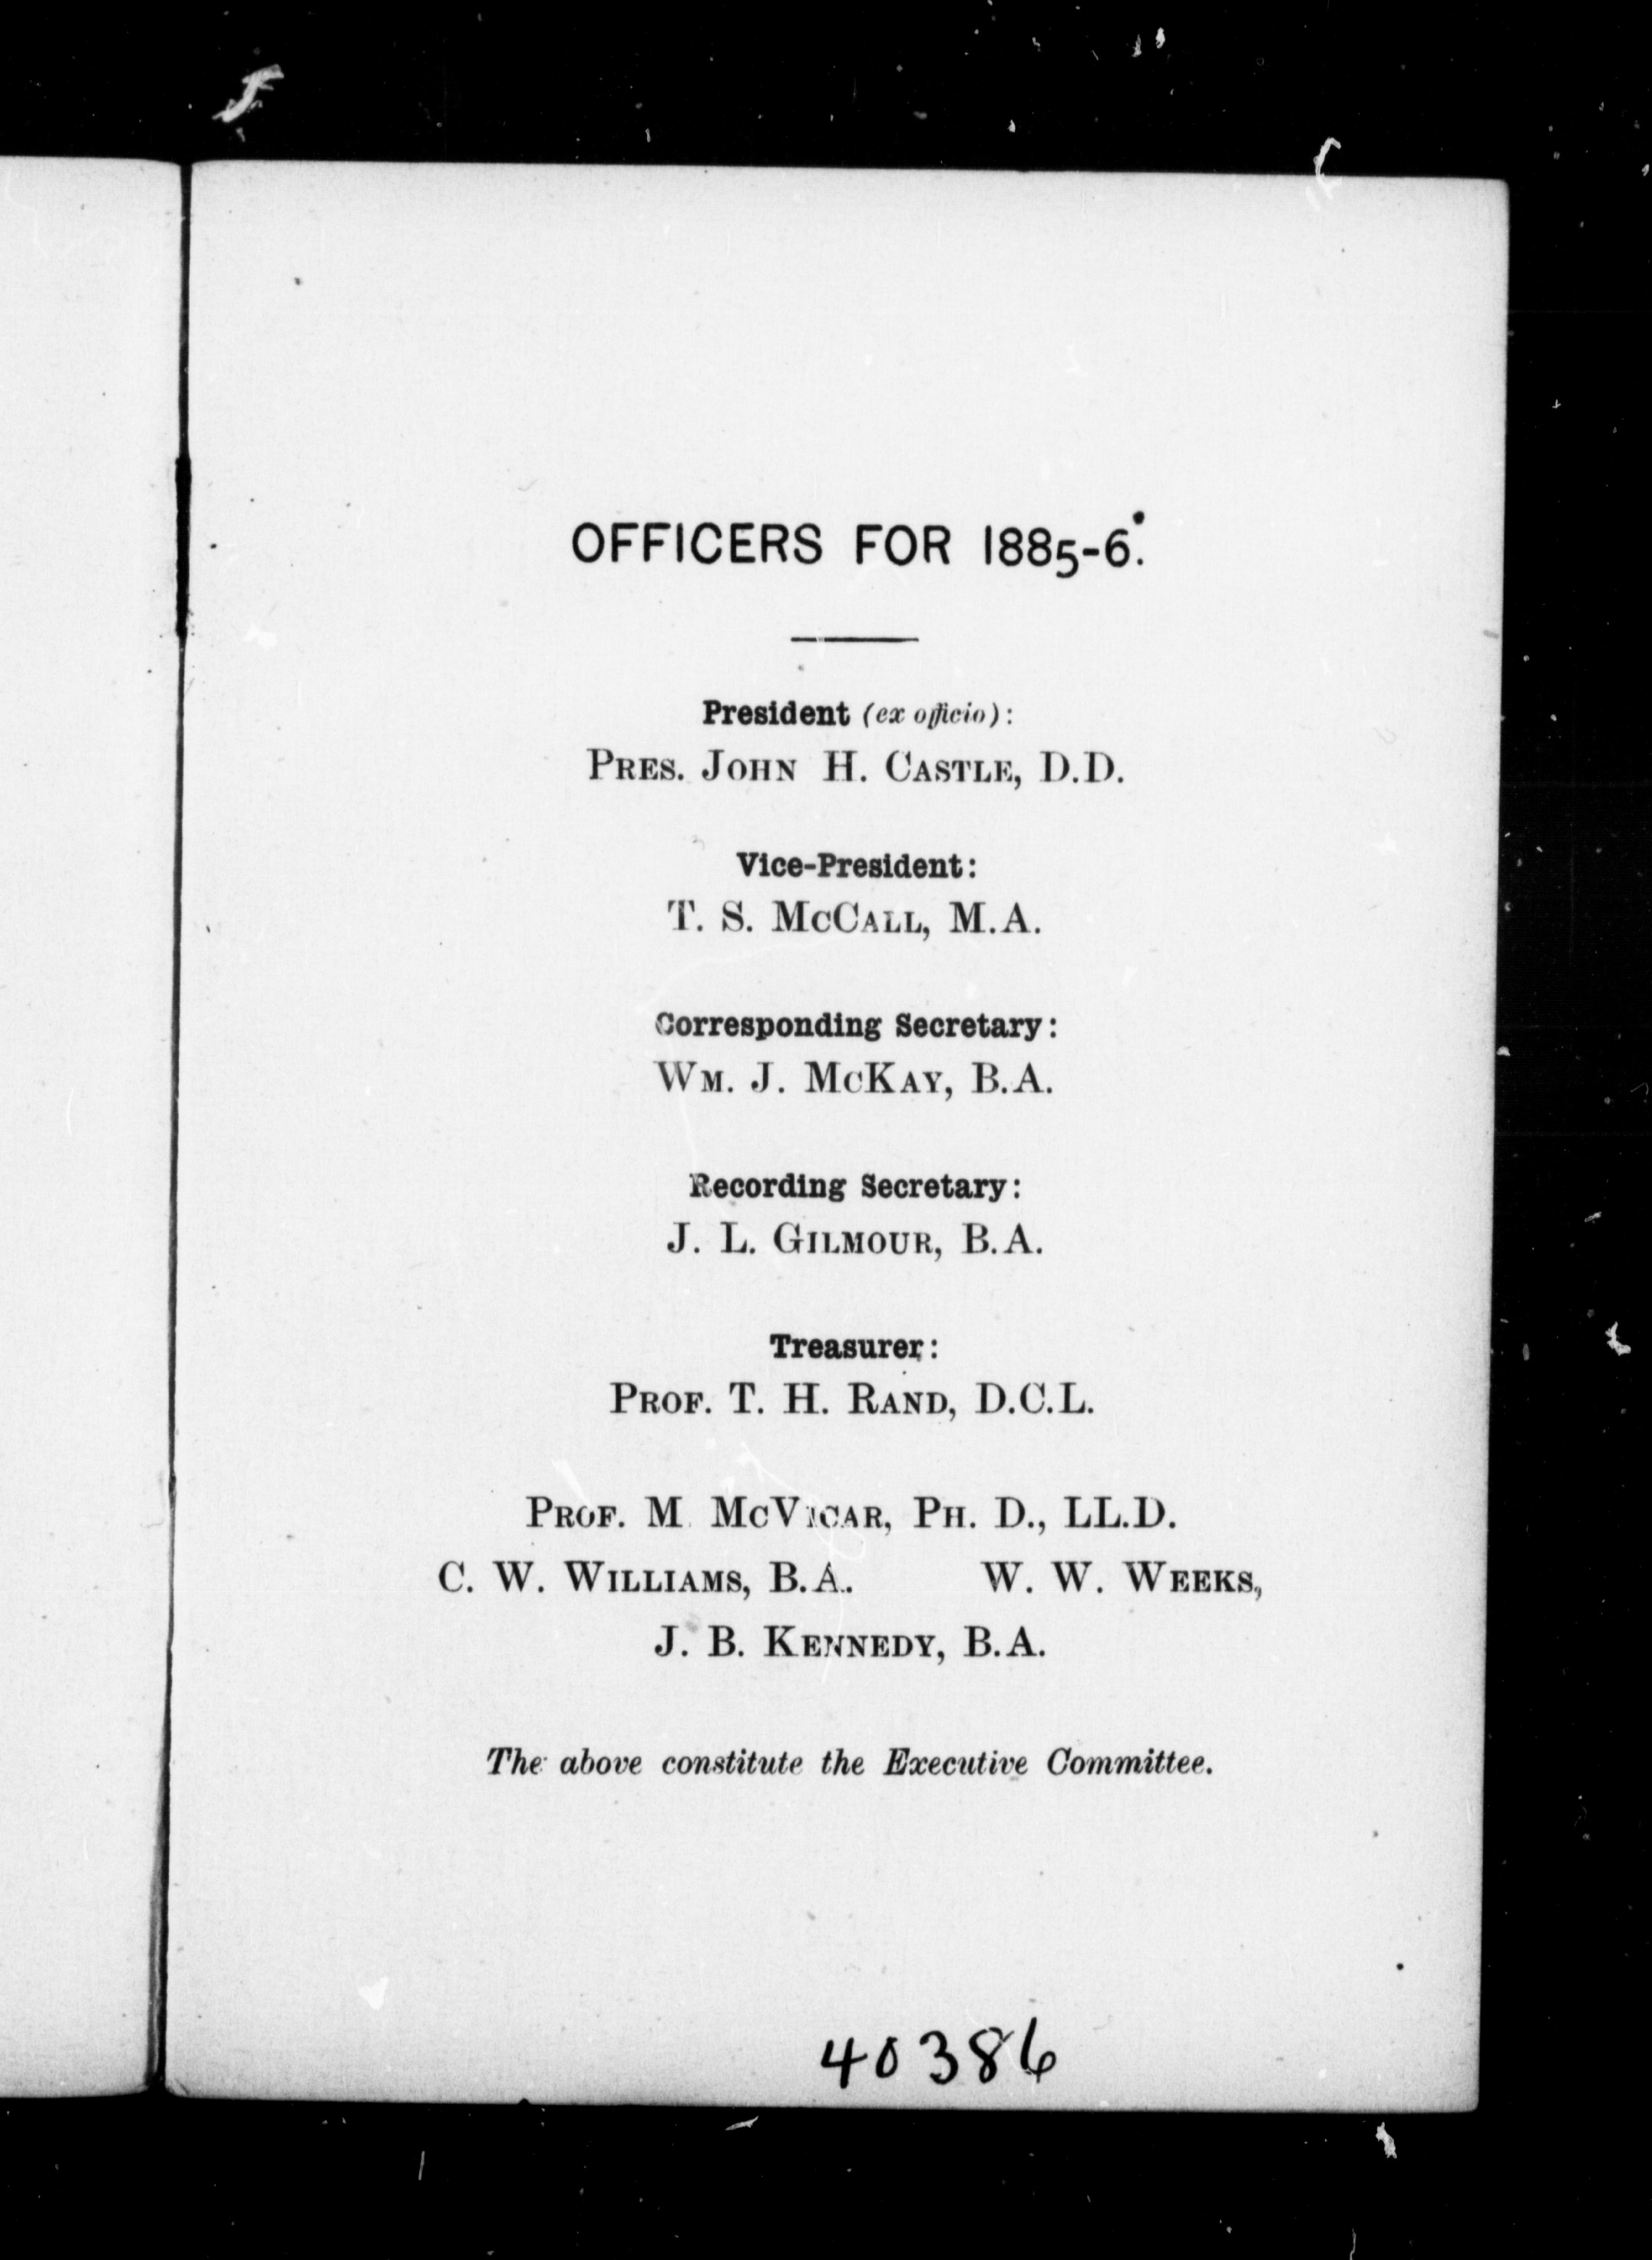 OFFICERS FOR 1885-6.
President (ex officio):
PRES. JOHN H. CASTLE, D.D.
Vice-President:
T. S. McCALL, M.A.
Corresponding Secretary:
WM. J. McKAY, B.A.
Recording Secretary:
J. L. GILMOUR, B.A.
Treasurer:
PROF. T. H. RAND, D.C.L.
PROF. M. McVICAR, PH. D., LL.D.
C. W. WILLIAMS, B.A. W. W. WEEKS,
J. B. KENNEDY, B.A.
The above constitute the Executive Committee.
40386